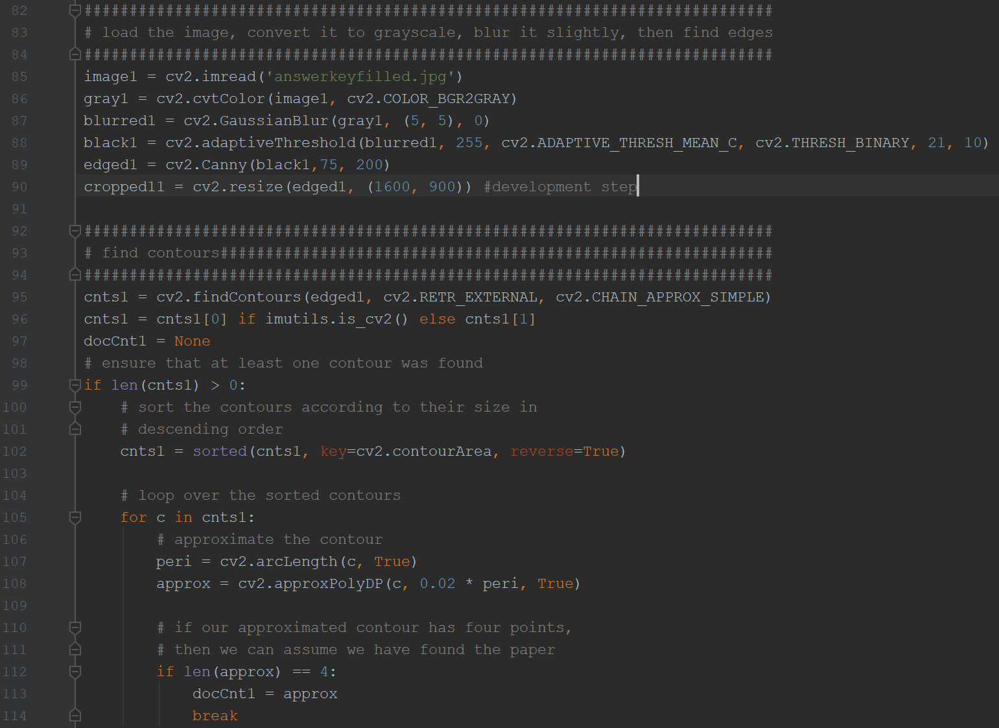 82 ############################################################################
83 # load the image, convert it to grayscale, blur it slightly, then find edges
84 ############################################################################
85 image1 = cv2.imread('answerkeyfilled.jpg')
86 gray1 = cv2.cvtColor(image1, cv2.COLOR_BGR2GRAY)
87 blurred1 = cv2.GaussianBlur(gray1, (5, 5), 0)
88 black1 = cv2.adaptiveThreshold(blurred1, 255, cv2.ADAPTIVE_THRESH_MEAN_C, cv2.THRESH_BINARY, 21, 10)
89 edged1 = cv2.Canny(black1,75, 200)
90 cropped11 = cv2.resize(edged1, (1600, 900)) #development step
91
92 ############################################################################
93 # find contours#############################################################
94 ############################################################################
95 cnts1 = cv2.findContours(edged1, cv2.RETR_EXTERNAL, cv2.CHAIN_APPROX_SIMPLE)
96 cnts1 = cnts1[0] if imutils.is_cv2() else cnts1[1]
97 docCnt1 = None
98 # ensure that at least one contour was found
99 if len(cnts1) > 0:
100     # sort the contours according to their size in
101     # descending order
102     cnts1 = sorted(cnts1, key=cv2.contourArea, reverse=True)
103
104     # loop over the sorted contours
105     for c in cnts1:
106         # approximate the contour
107         peri = cv2.arcLength(c, True)
108         approx = cv2.approxPolyDP(c, 0.02 * peri, True)
109
110         # if our approximated contour has four points,
111         # then we can assume we have found the paper
112         if len(approx) == 4:
113             docCnt1 = approx
114             break